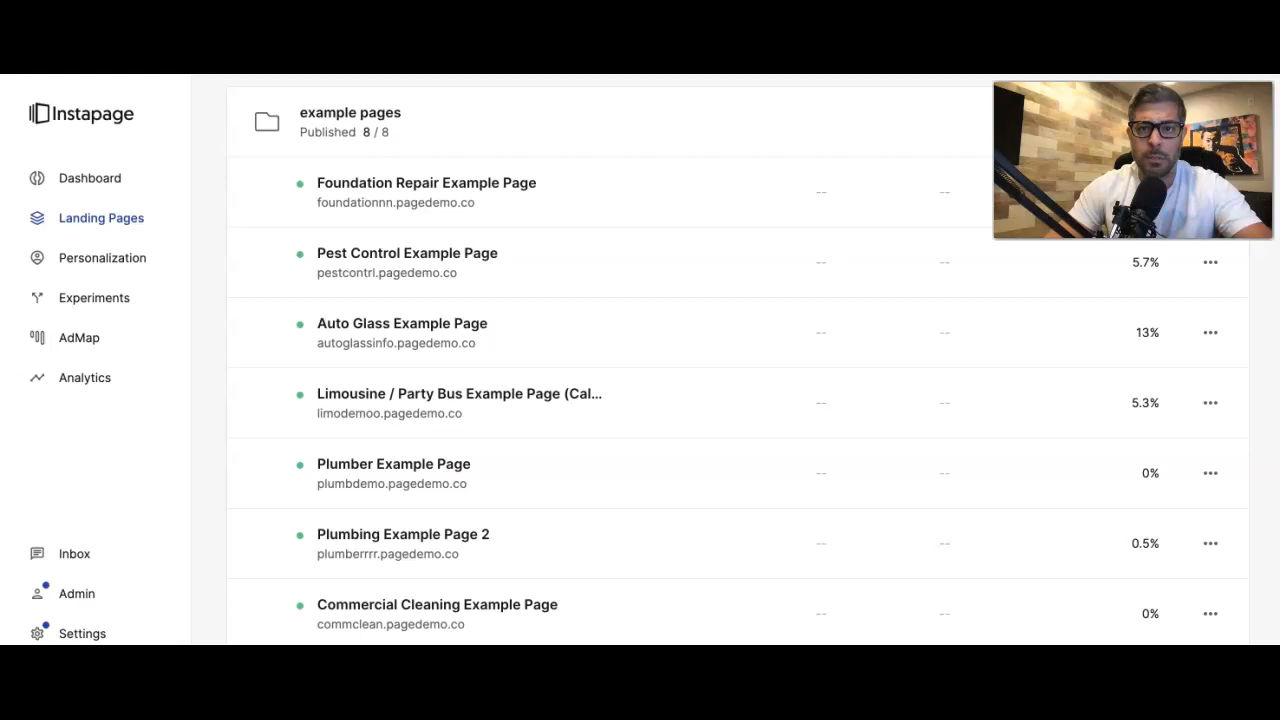 Instapage
Dashboard
Landing Pages
Personalization
Experiments
AdMap
Analytics
Inbox
Admin
Settings
example pages
Published 8 / 8
Foundation Repair Example Page
foundationnn.pagedemo.co
-- --
Pest Control Example Page
pestcontrl.pagedemo.co
-- -- 5.7%
Auto Glass Example Page
autoglassinfo.pagedemo.co
-- -- 13%
Limousine / Party Bus Example Page (Cal...
limodemoo.pagedemo.co
-- -- 5.3%
Plumber Example Page
plumbdemo.pagedemo.co
-- -- 0%
Plumbing Example Page 2
plumberrrr.pagedemo.co
-- -- 0.5%
Commercial Cleaning Example Page
commclean.pagedemo.co
-- -- 0%